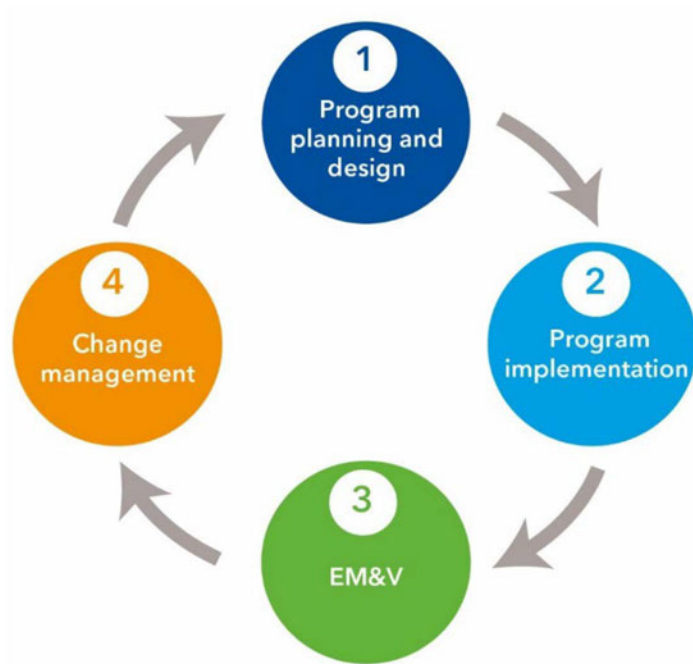 1
Program
planning and
design
2
Program
implementation
3
EM&V
4
Change
management